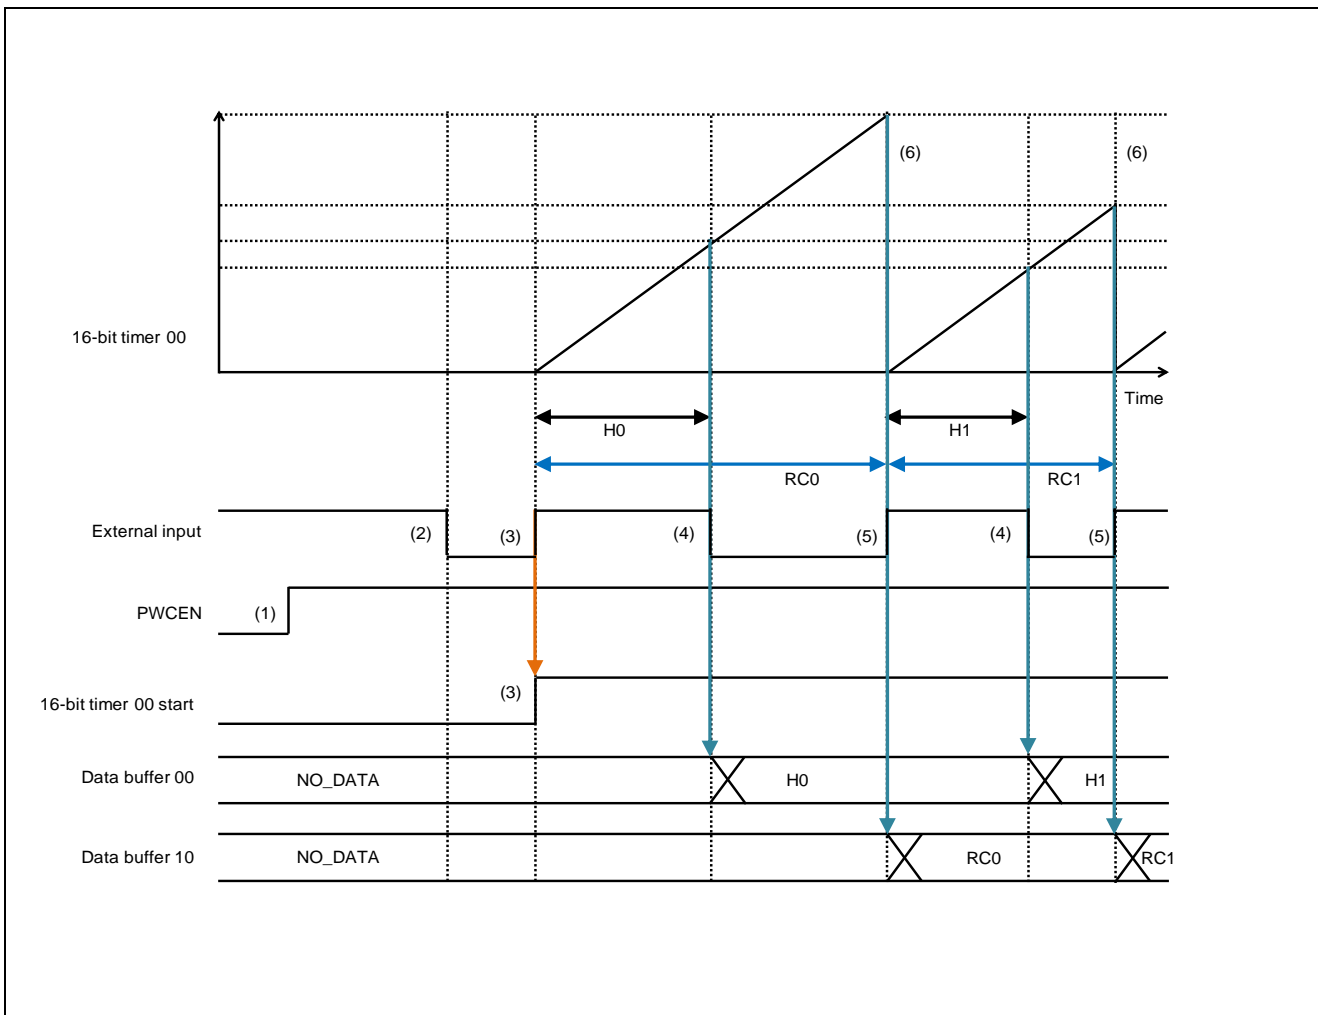 (6) (6)
16-bit timer 00
Time
H0 H1
RC0 RC1
External input (2) (3) (4) (5) (4) (5)
PWCEN (1)
16-bit timer 00 start (3)
Data buffer 00 NO_DATA H0 H1
Data buffer 10 NO_DATA RC0 RC1